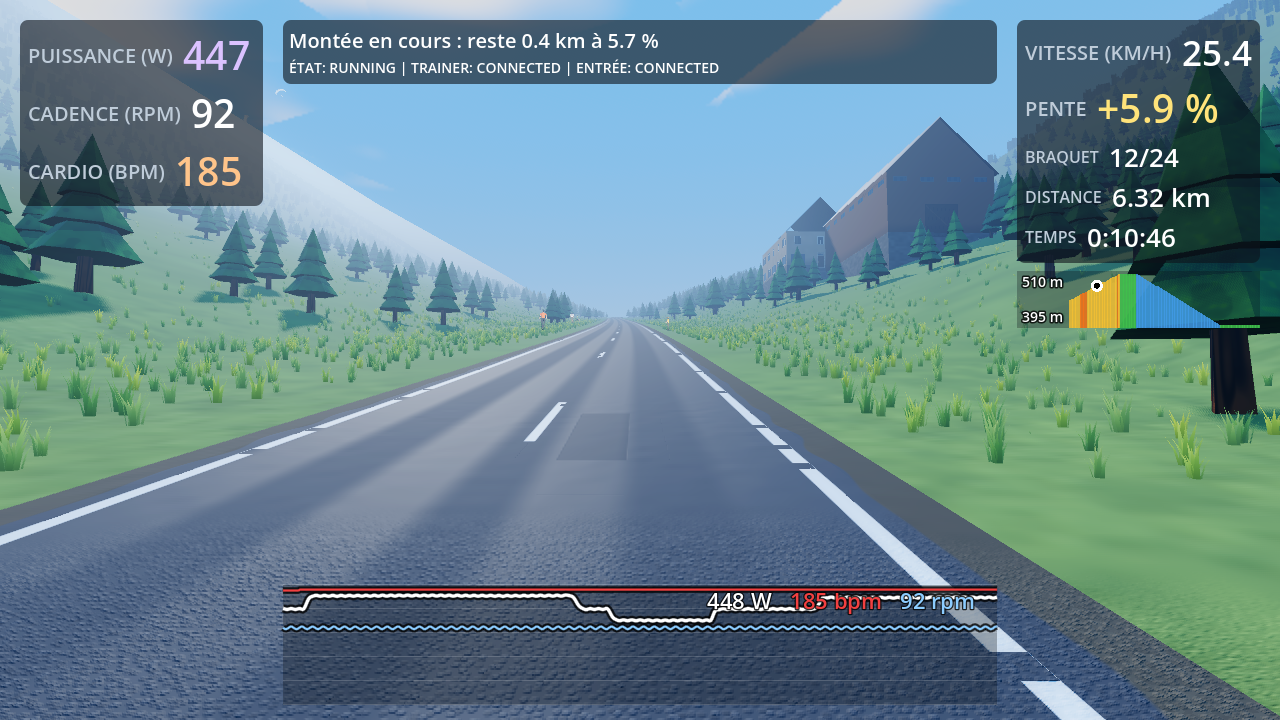 PUISSANCE (W) 447
CADENCE (RPM) 92
CARDIO (BPM) 185
Montée en cours : reste 0.4 km à 5.7 %
ÉTAT: RUNNING | TRAINER: CONNECTED | ENTRÉE: CONNECTED
VITESSE (KM/H) 25.4
PENTE +5.9 %
BRAQUET 12/24
DISTANCE 6.32 km
TEMPS 0:10:46
510 m
395 m
448 W 185 bpm 92 rpm